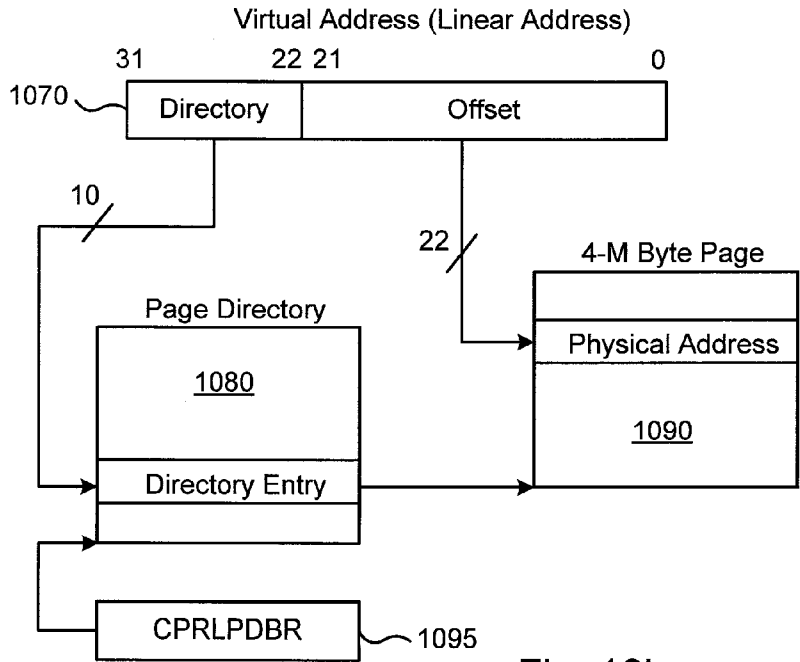 Virtual Address (Linear Address)
31 22 21 0
1070 Directory Offset
10
22
4-M Byte Page
Page Directory
Physical Address
1080
1090
Directory Entry
CPRLPDBR 1095